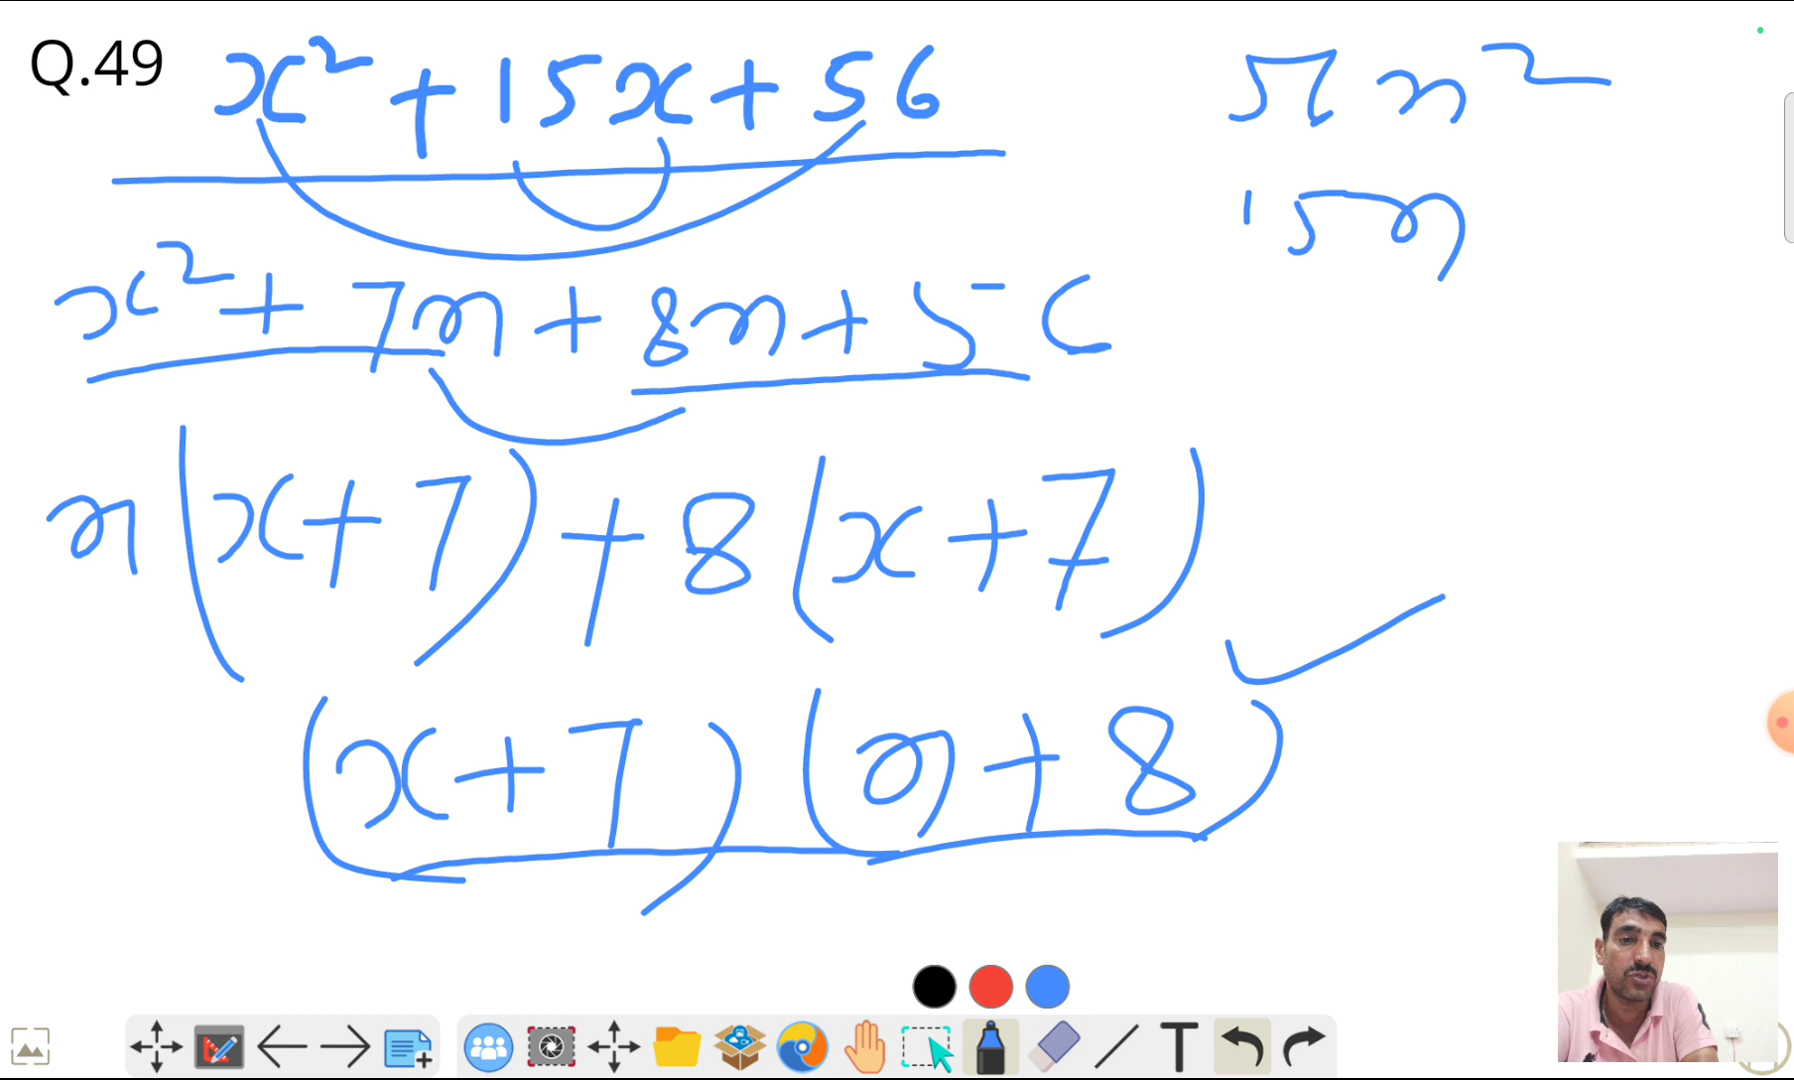 Q.49 x² + 15x + 56
56x²
15x
x² + 7x + 8x + 56
x(x+7) + 8(x+7)
(x+7)(x+8)
T